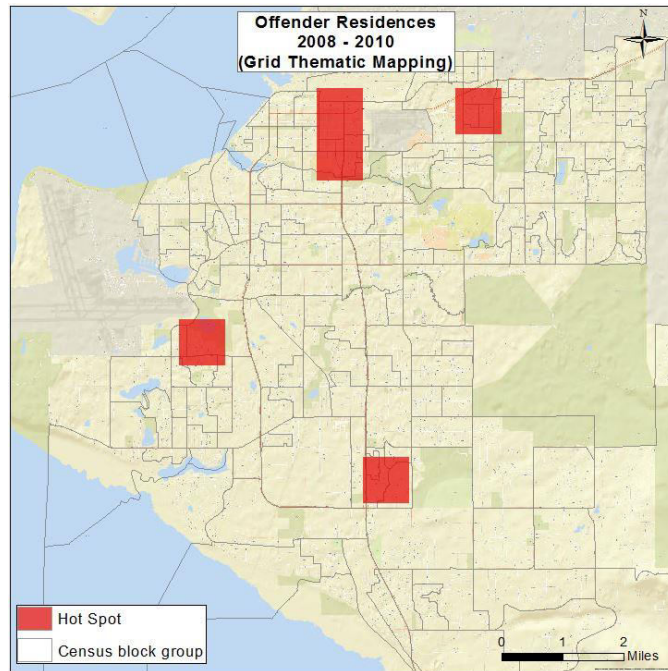 Offender Residences
2008 - 2010
(Grid Thematic Mapping)
N
Hot Spot
Census block group
0 1 2
Miles